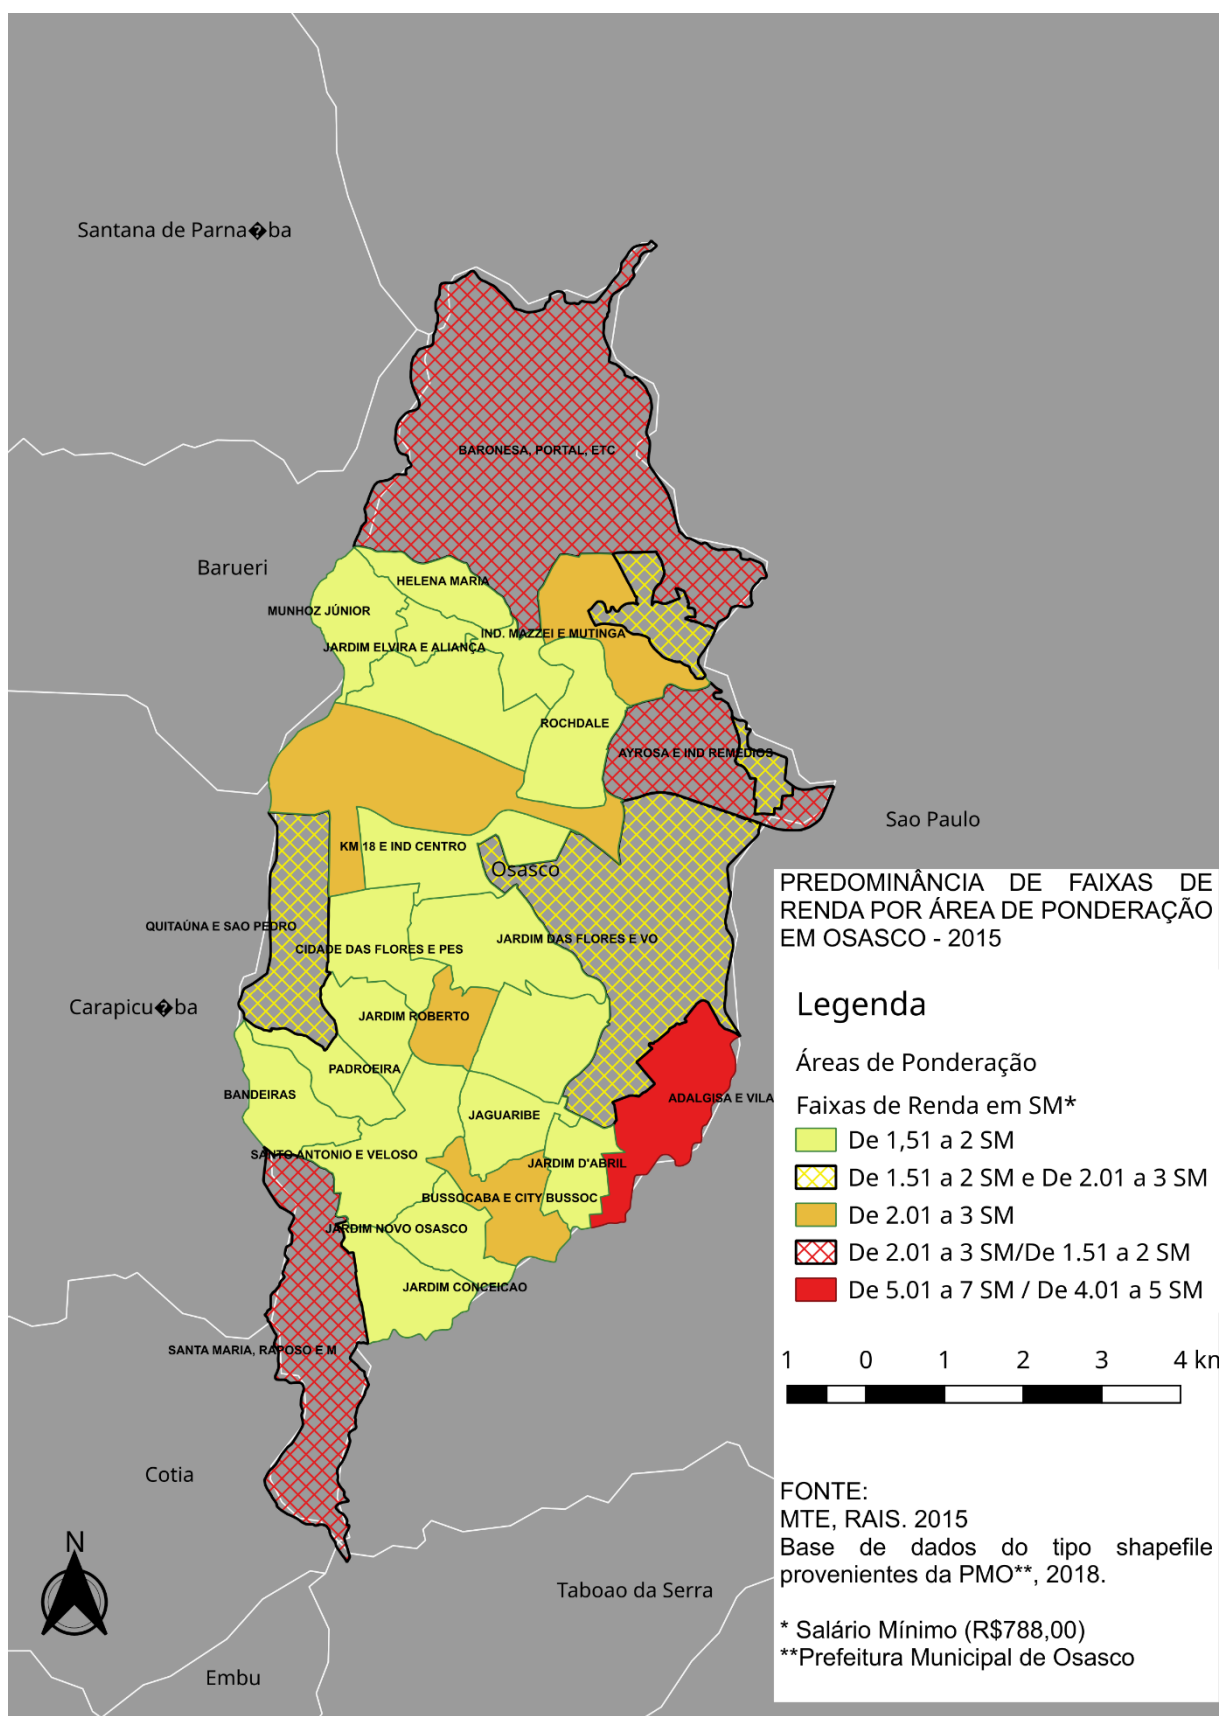 Santana de Parna�ba
BARONESA, PORTAL, ETC
Barueri
HELENA MARIA
MUNHOZ JÚNIOR
IND. MAZZEI E MUTINGA
JARDIM ELVIRA E ALIANÇA
ROCHDALE
AYROSA E IND REMÉDIOS
Sao Paulo
KM 18 E IND CENTRO
Osasco
QUITAÚNA E SAO PEDRO
CIDADE DAS FLORES E PES
JARDIM DAS FLORES E VO
Carapicu�ba
JARDIM ROBERTO
PADROEIRA
BANDEIRAS
ADALGISA E VILA
JAGUARIBE
SANTO ANTONIO E VELOSO
JARDIM D'ABRIL
BUSSOCABA E CITY BUSSOC
JARDIM NOVO OSASCO
JARDIM CONCEICAO
SANTA MARIA, RAPOSO E M
Cotia
N
Taboao da Serra
Embu
PREDOMINÂNCIA DE FAIXAS DE
RENDA POR ÁREA DE PONDERAÇÃO
EM OSASCO - 2015
Legenda
Áreas de Ponderação
Faixas de Renda em SM*
De 1,51 a 2 SM
De 1.51 a 2 SM e De 2.01 a 3 SM
De 2.01 a 3 SM
De 2.01 a 3 SM/De 1.51 a 2 SM
De 5.01 a 7 SM / De 4.01 a 5 SM
1 0 1 2 3 4 km
FONTE:
MTE, RAIS. 2015
Base de dados do tipo shapefile
provenientes da PMO**, 2018.
* Salário Mínimo (R$788,00)
**Prefeitura Municipal de Osasco